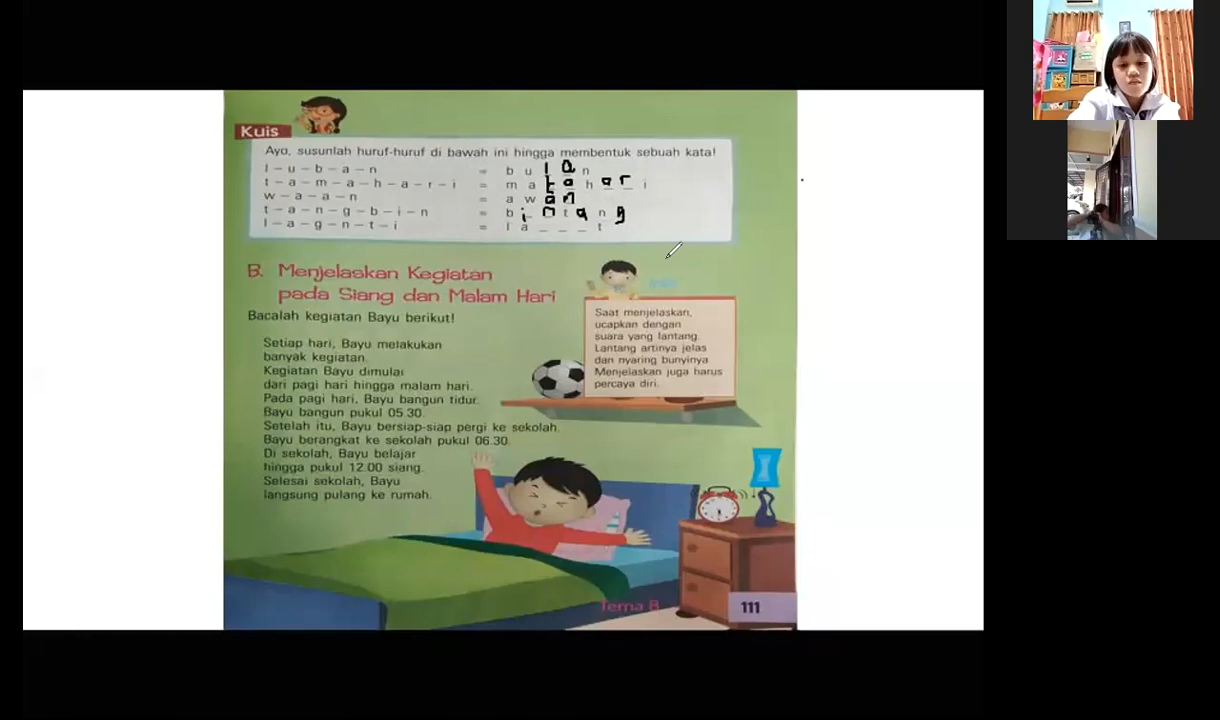 Kuis
Ayo, susunlah huruf-huruf di bawah ini hingga membentuk sebuah kata!
l - u - b - a - n = b u l a n
t - a - m - a - h - a - r - i = m a t a h a r i
w - a - a - n = a w a n
t - a - n - g - b - i - n = b i n t a n g
l - a - g - n - t - i = l a _ _ _ t
B. Menjelaskan Kegiatan
pada Siang dan Malam Hari
Bacalah kegiatan Bayu berikut!
Setiap hari, Bayu melakukan
banyak kegiatan.
Kegiatan Bayu dimulai
dari pagi hari hingga malam hari.
Pada pagi hari, Bayu bangun tidur.
Bayu bangun pukul 05.30.
Setelah itu, Bayu bersiap-siap pergi ke sekolah.
Bayu berangkat ke sekolah pukul 06.30.
Di sekolah, Bayu belajar
hingga pukul 12.00 siang.
Selesai sekolah, Bayu
langsung pulang ke rumah.
Saat menjelaskan,
ucapkan dengan
suara yang lantang.
Lantang artinya jelas
dan nyaring bunyinya
Menjelaskan juga harus
percaya diri.
Tema 8
111